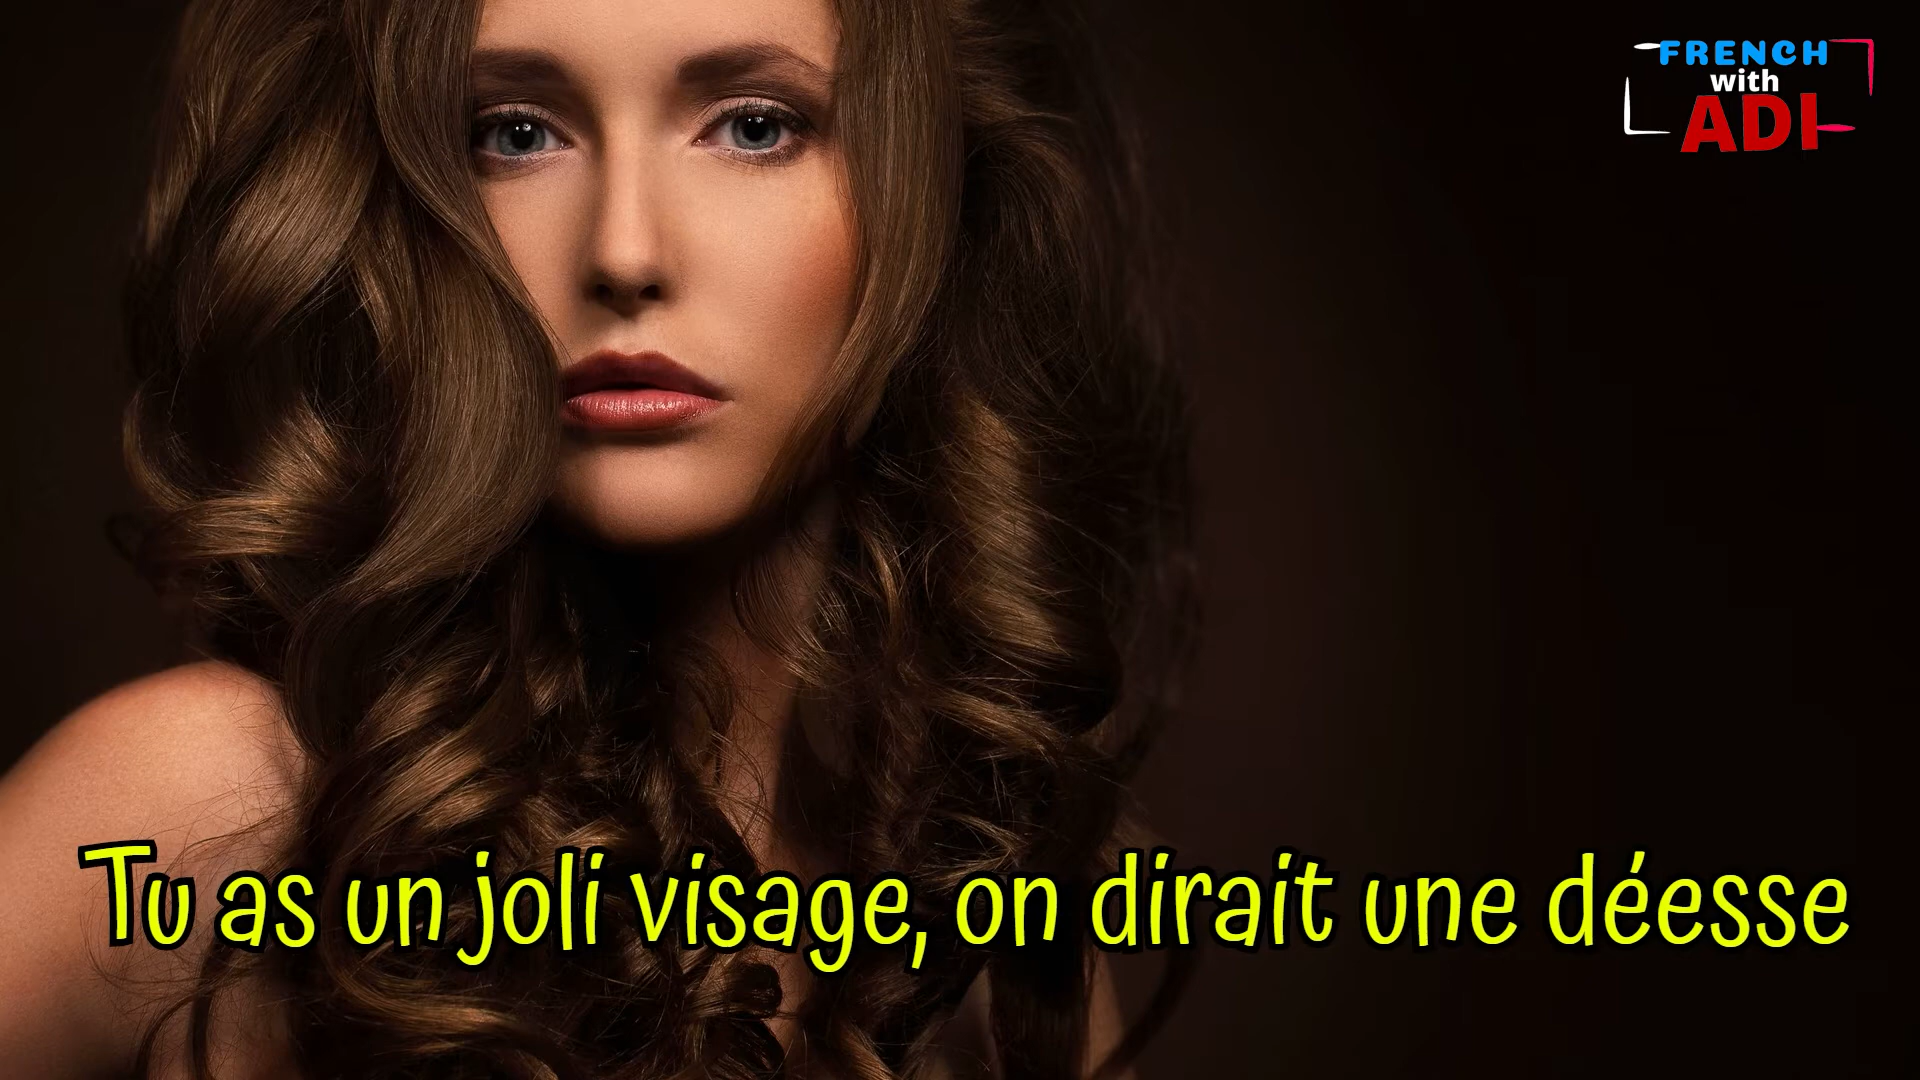 FRENCH
with
ADI
Tu as un joli visage, on dirait une déesse